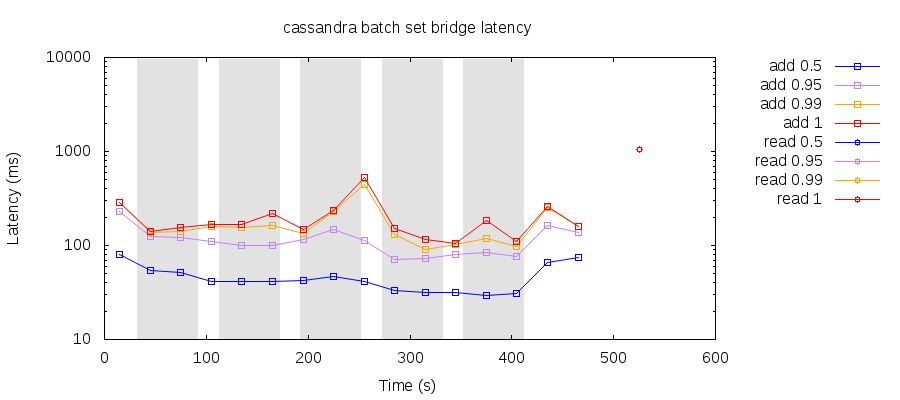 cassandra batch set bridge latency
Latency (ms)
10000
1000
100
10
0 100 200 300 400 500 600
Time (s)
add 0.5
add 0.95
add 0.99
add 1
read 0.5
read 0.95
read 0.99
read 1